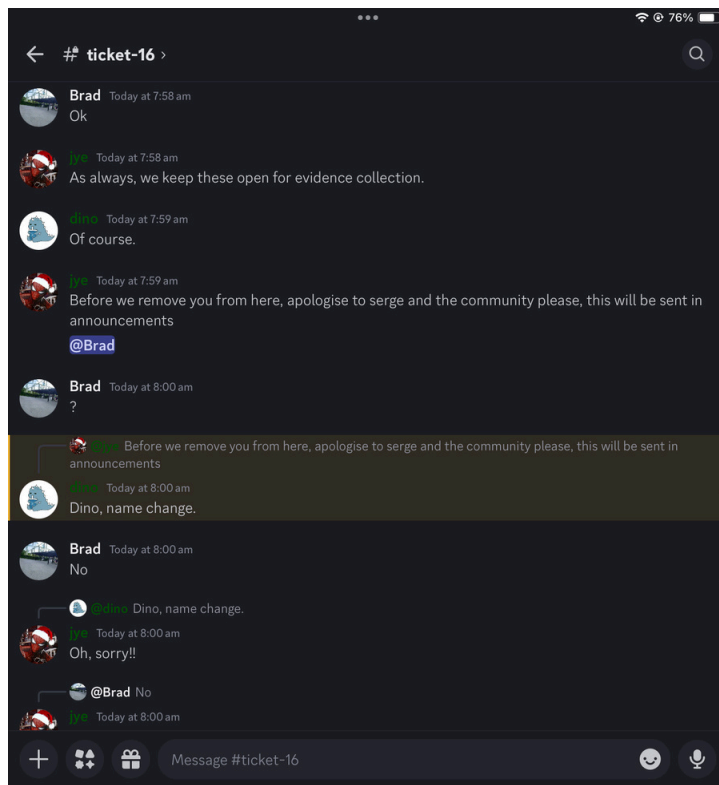 76%
# ticket-16 ›
Brad Today at 7:58 am
Ok
jye Today at 7:58 am
As always, we keep these open for evidence collection.
dino Today at 7:59 am
Of course.
jye Today at 7:59 am
Before we remove you from here, apologise to serge and the community please, this will be sent in
announcements
@Brad
Brad Today at 8:00 am
?
Before we remove you from here, apologise to serge and the community please, this will be sent in
announcements
dino Today at 8:00 am
Dino, name change.
Brad Today at 8:00 am
No
@dino Dino, name change.
jye Today at 8:00 am
Oh, sorry!!
@Brad No
jye Today at 8:00 am
Message #ticket-16